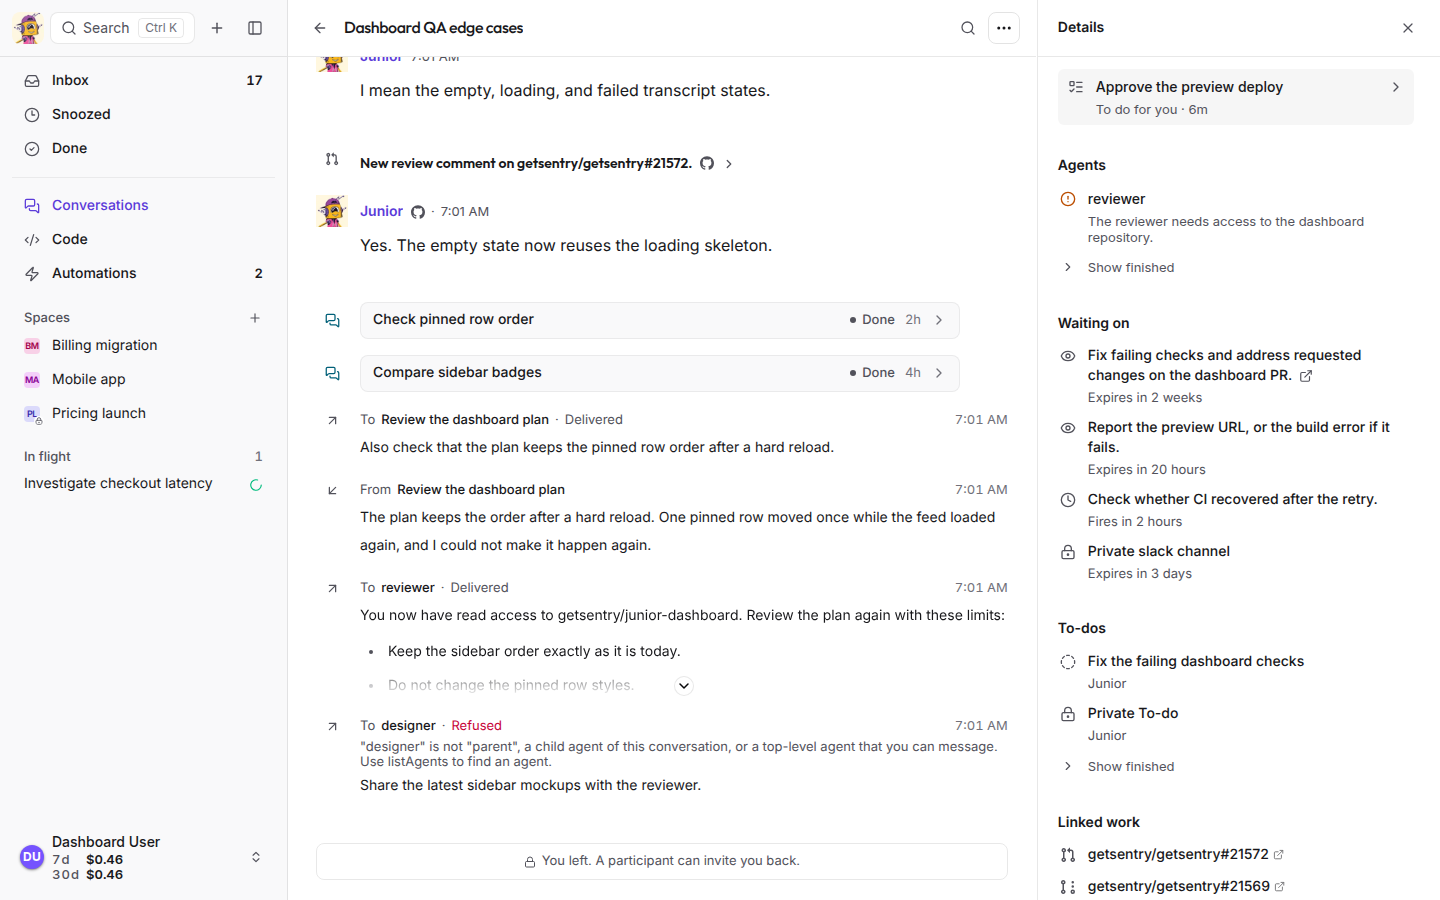 Search Ctrl K
Inbox 17
Snoozed
Done
Conversations
Code
Automations 2
Spaces
BM Billing migration
MA Mobile app
PL Pricing launch
In flight 1
Investigate checkout latency
DU Dashboard User
7d $0.46
30d $0.46
Dashboard QA edge cases
Junior 7:01 AM
I mean the empty, loading, and failed transcript states.
New review comment on getsentry/getsentry#21572.
Junior · 7:01 AM
Yes. The empty state now reuses the loading skeleton.
Check pinned row order Done 2h
Compare sidebar badges Done 4h
To Review the dashboard plan · Delivered 7:01 AM
Also check that the plan keeps the pinned row order after a hard reload.
From Review the dashboard plan 7:01 AM
The plan keeps the order after a hard reload. One pinned row moved once while the feed loaded
again, and I could not make it happen again.
To reviewer · Delivered 7:01 AM
You now have read access to getsentry/junior-dashboard. Review the plan again with these limits:
• Keep the sidebar order exactly as it is today.
• Do not change the pinned row styles.
To designer · Refused 7:01 AM
"designer" is not "parent", a child agent of this conversation, or a top-level agent that you can message.
Use listAgents to find an agent.
Share the latest sidebar mockups with the reviewer.
You left. A participant can invite you back.
Details
Approve the preview deploy
To do for you · 6m
Agents
reviewer
The reviewer needs access to the dashboard
repository.
Show finished
Waiting on
Fix failing checks and address requested
changes on the dashboard PR.
Expires in 2 weeks
Report the preview URL, or the build error if it
fails.
Expires in 20 hours
Check whether CI recovered after the retry.
Fires in 2 hours
Private slack channel
Expires in 3 days
To-dos
Fix the failing dashboard checks
Junior
Private To-do
Junior
Show finished
Linked work
getsentry/getsentry#21572
getsentry/getsentry#21569